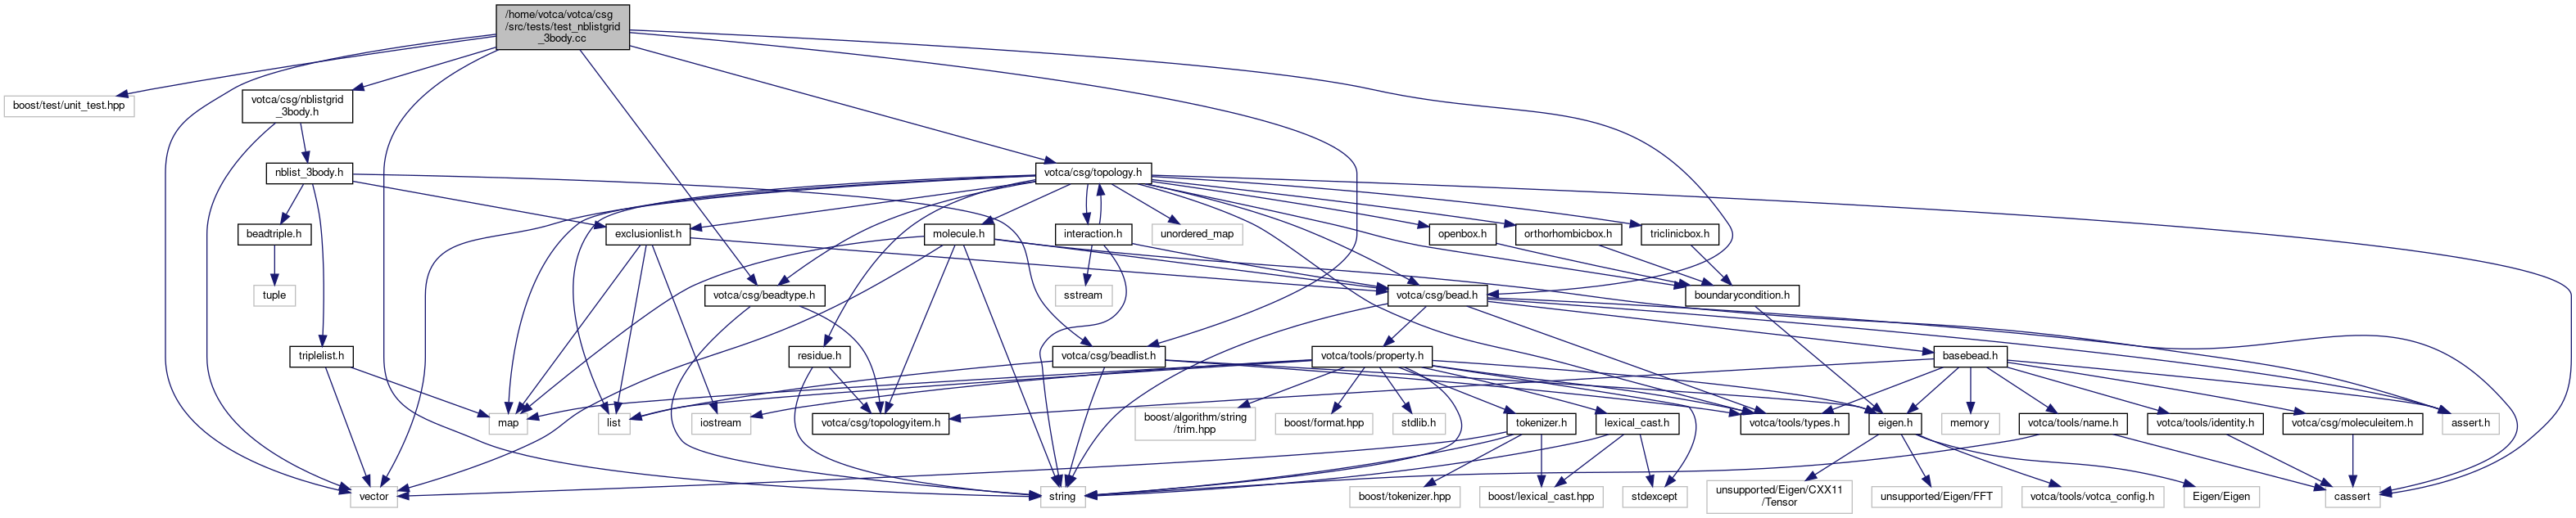 /home/votca/votca/csg
/src/tests/test_nblistgrid
_3body.cc
boost/test/unit_test.hpp
votca/csg/nblistgrid
_3body.h
nblist_3body.h
votca/csg/topology.h
beadtriple.h
exclusionlist.h
molecule.h
interaction.h
unordered_map
openbox.h
orthorhombicbox.h
triclinicbox.h
tuple
votca/csg/beadtype.h
sstream
votca/csg/bead.h
boundarycondition.h
triplelist.h
residue.h
votca/csg/beadlist.h
votca/tools/property.h
basebead.h
map
list
iostream
votca/csg/topologyitem.h
boost/algorithm/string
/trim.hpp
boost/format.hpp
stdlib.h
tokenizer.h
lexical_cast.h
votca/tools/types.h
eigen.h
memory
votca/tools/name.h
votca/tools/identity.h
votca/csg/moleculeitem.h
assert.h
vector
string
boost/tokenizer.hpp
boost/lexical_cast.hpp
stdexcept
unsupported/Eigen/CXX11
/Tensor
unsupported/Eigen/FFT
votca/tools/votca_config.h
Eigen/Eigen
cassert